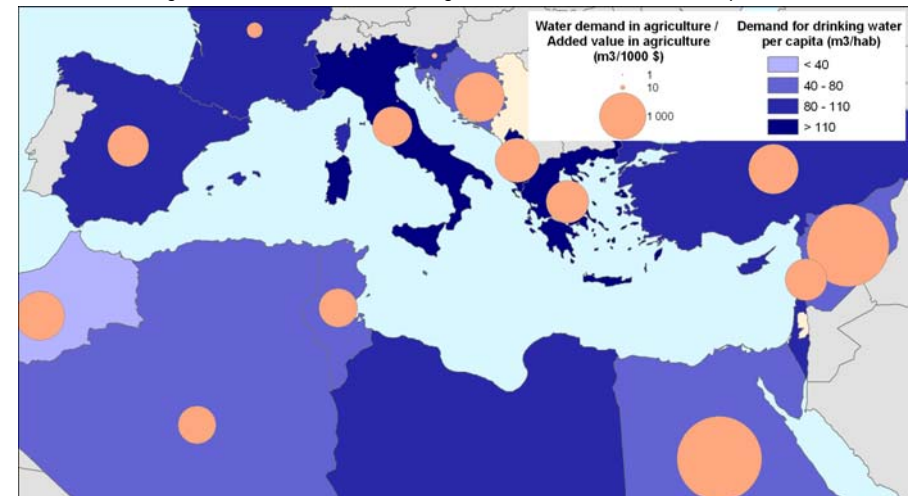 Water demand in agriculture /
Added value in agriculture
(m3/1000 $)
1
10
1 000
Demand for drinking water
per capita (m3/hab)
< 40
40 - 80
80 - 110
> 110